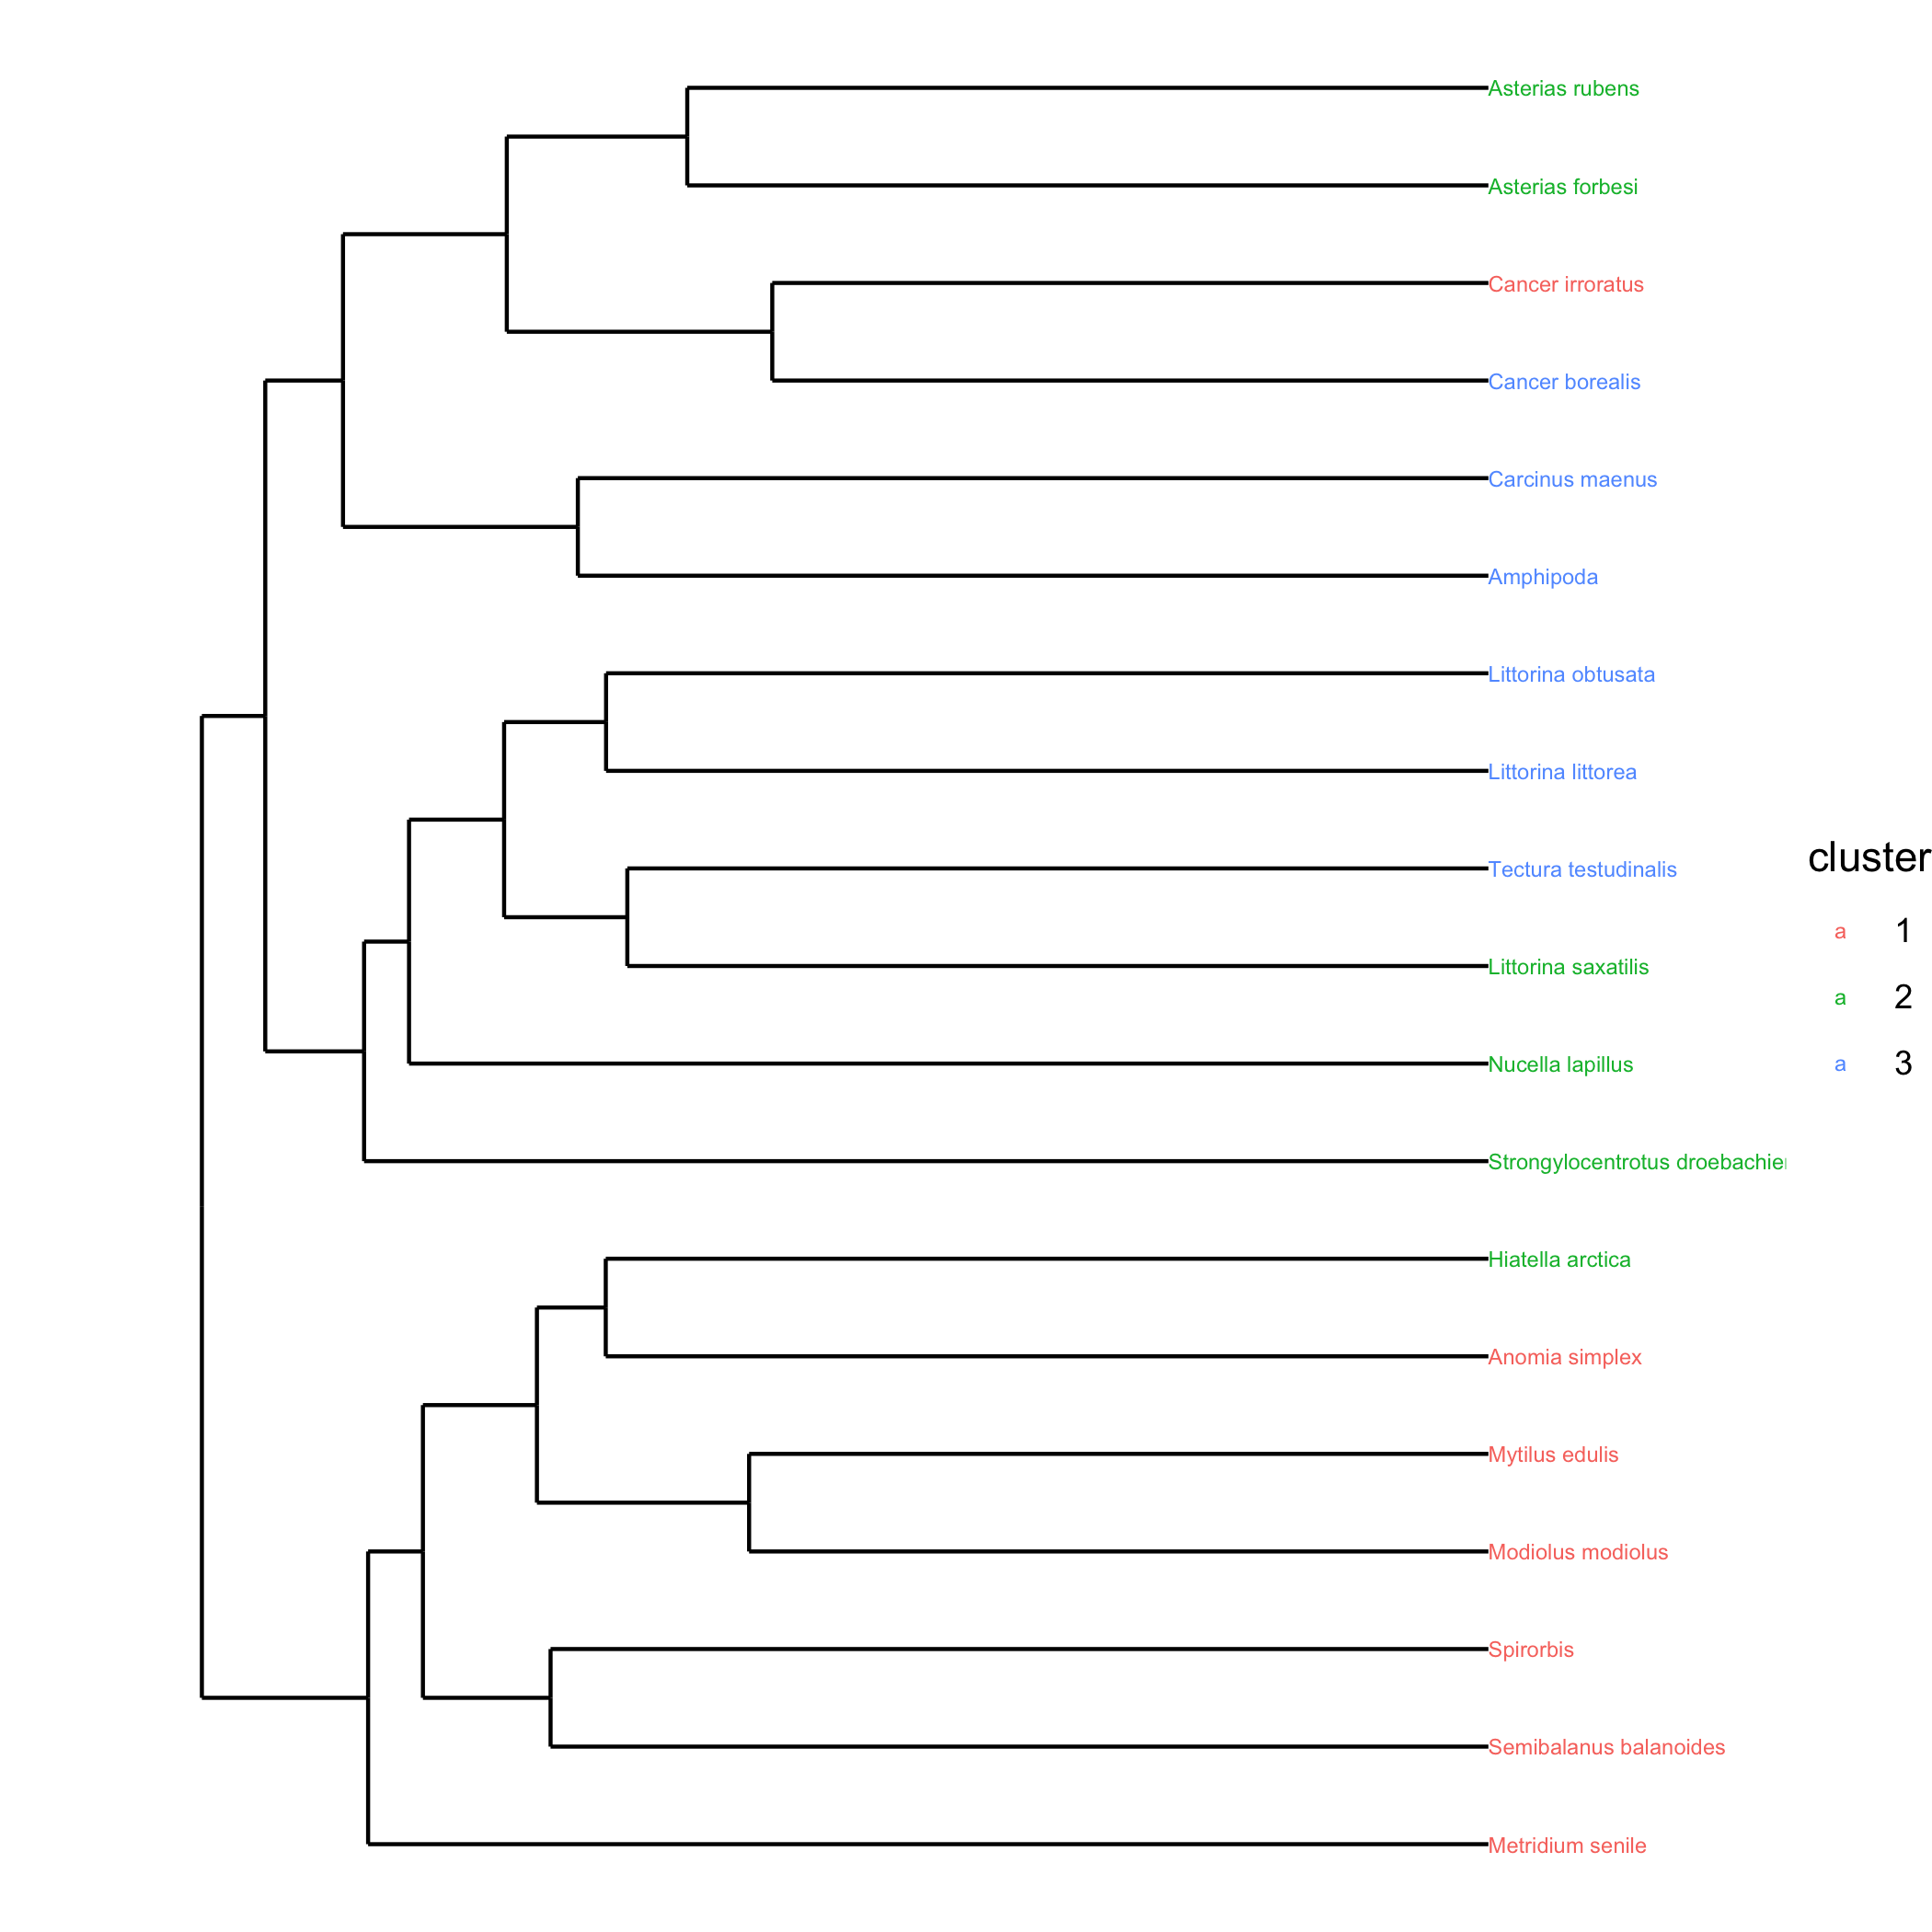 Asterias rubens
Asterias forbesi
Cancer irroratus
Cancer borealis
Carcinus maenus
Amphipoda
Littorina obtusata
Littorina littorea
Tectura testudinalis
Littorina saxatilis
Nucella lapillus
Strongylocentrotus droebachie
Hiatella arctica
Anomia simplex
Mytilus edulis
Modiolus modiolus
Spirorbis
Semibalanus balanoides
Metridium senile
cluster
a 1
a 2
a 3